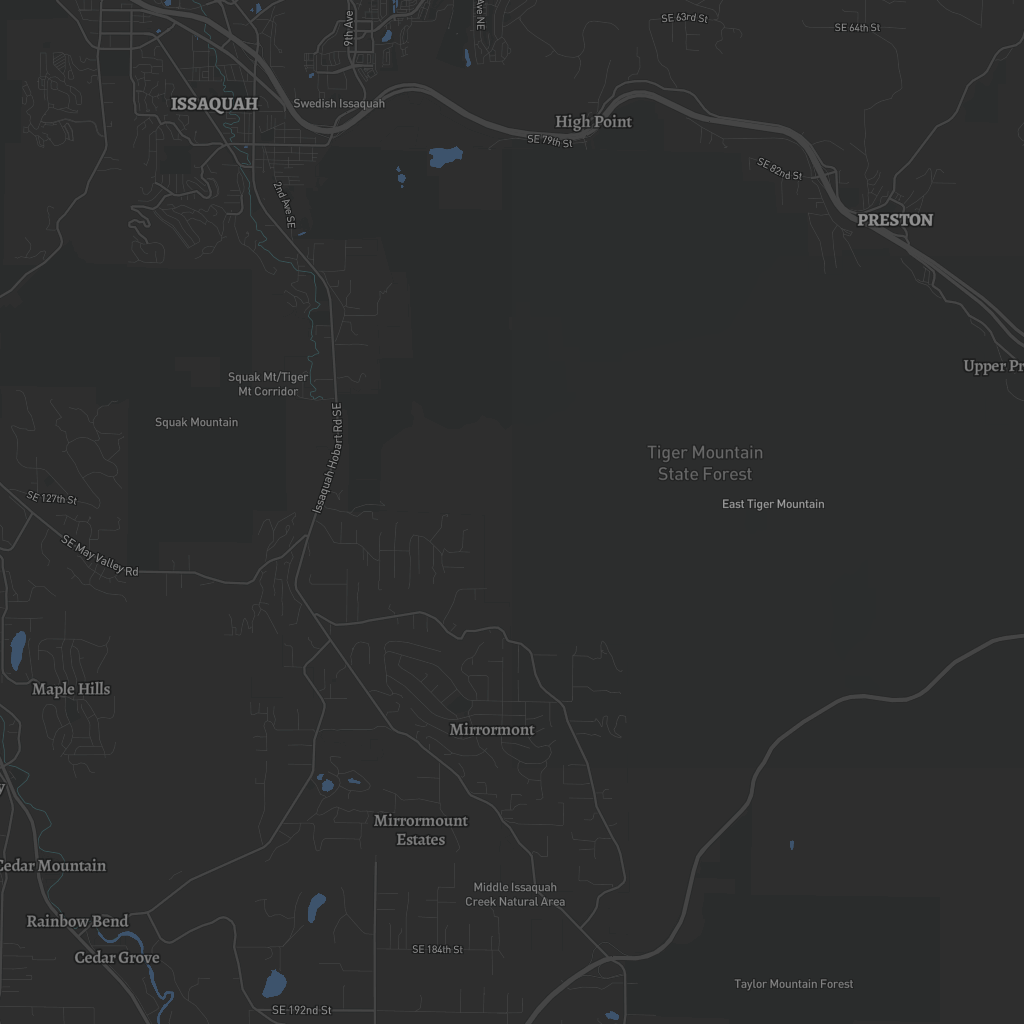 9th Ave
Ave NE
SE 63rd St
SE 64th St
ISSAQUAH
Swedish Issaquah
High Point
SE 79th St
SE 82nd St
2nd Ave SE
PRESTON
Upper Pr
Squak Mt/Tiger
Mt Corridor
Squak Mountain
Issaquah-Hobart Rd SE
Tiger Mountain
State Forest
East Tiger Mountain
SE 127th St
SE May Valley Rd
Maple Hills
Mirrormont
y
Mirrormount
Estates
Cedar Mountain
Middle Issaquah
Creek Natural Area
Rainbow Bend
SE 184th St
Cedar Grove
Taylor Mountain Forest
SE 192nd St